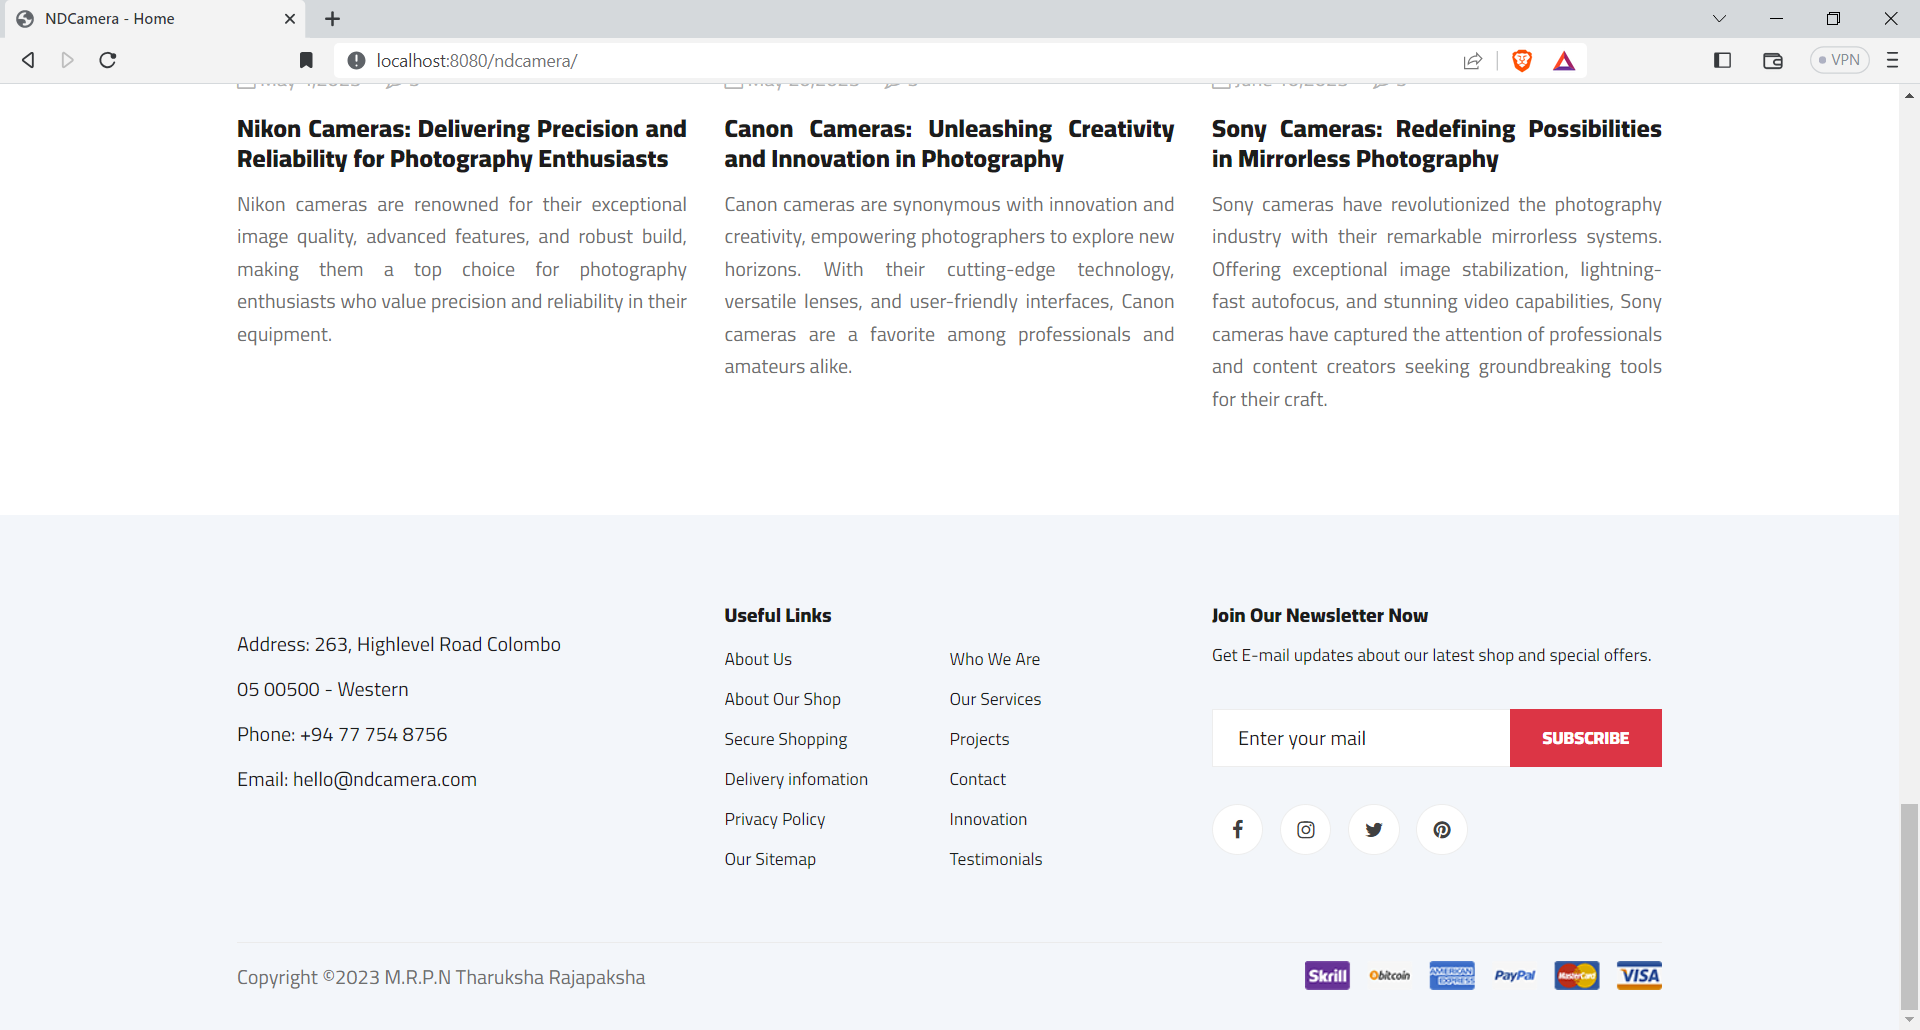 NDCamera - Home
localhost:8080/ndcamera/
VPN
Nikon Cameras: Delivering Precision and
Reliability for Photography Enthusiasts
Nikon cameras are renowned for their exceptional
image quality, advanced features, and robust build,
making them a top choice for photography
enthusiasts who value precision and reliability in their
equipment.
Canon Cameras: Unleashing Creativity
and Innovation in Photography
Canon cameras are synonymous with innovation and
creativity, empowering photographers to explore new
horizons. With their cutting-edge technology,
versatile lenses, and user-friendly interfaces, Canon
cameras are a favorite among professionals and
amateurs alike.
Sony Cameras: Redefining Possibilities
in Mirrorless Photography
Sony cameras have revolutionized the photography
industry with their remarkable mirrorless systems.
Offering exceptional image stabilization, lightning-
fast autofocus, and stunning video capabilities, Sony
cameras have captured the attention of professionals
and content creators seeking groundbreaking tools
for their craft.
Address: 263, Highlevel Road Colombo
05 00500 - Western
Phone: +94 77 754 8756
Email: hello@ndcamera.com
Useful Links
About Us
About Our Shop
Secure Shopping
Delivery infomation
Privacy Policy
Our Sitemap
Who We Are
Our Services
Projects
Contact
Innovation
Testimonials
Join Our Newsletter Now
Get E-mail updates about our latest shop and special offers.
Enter your mail
SUBSCRIBE
Copyright ©2023 M.R.P.N Tharuksha Rajapaksha
Skrill
bitcoin
AMERICAN EXPRESS
PayPal
MasterCard
VISA